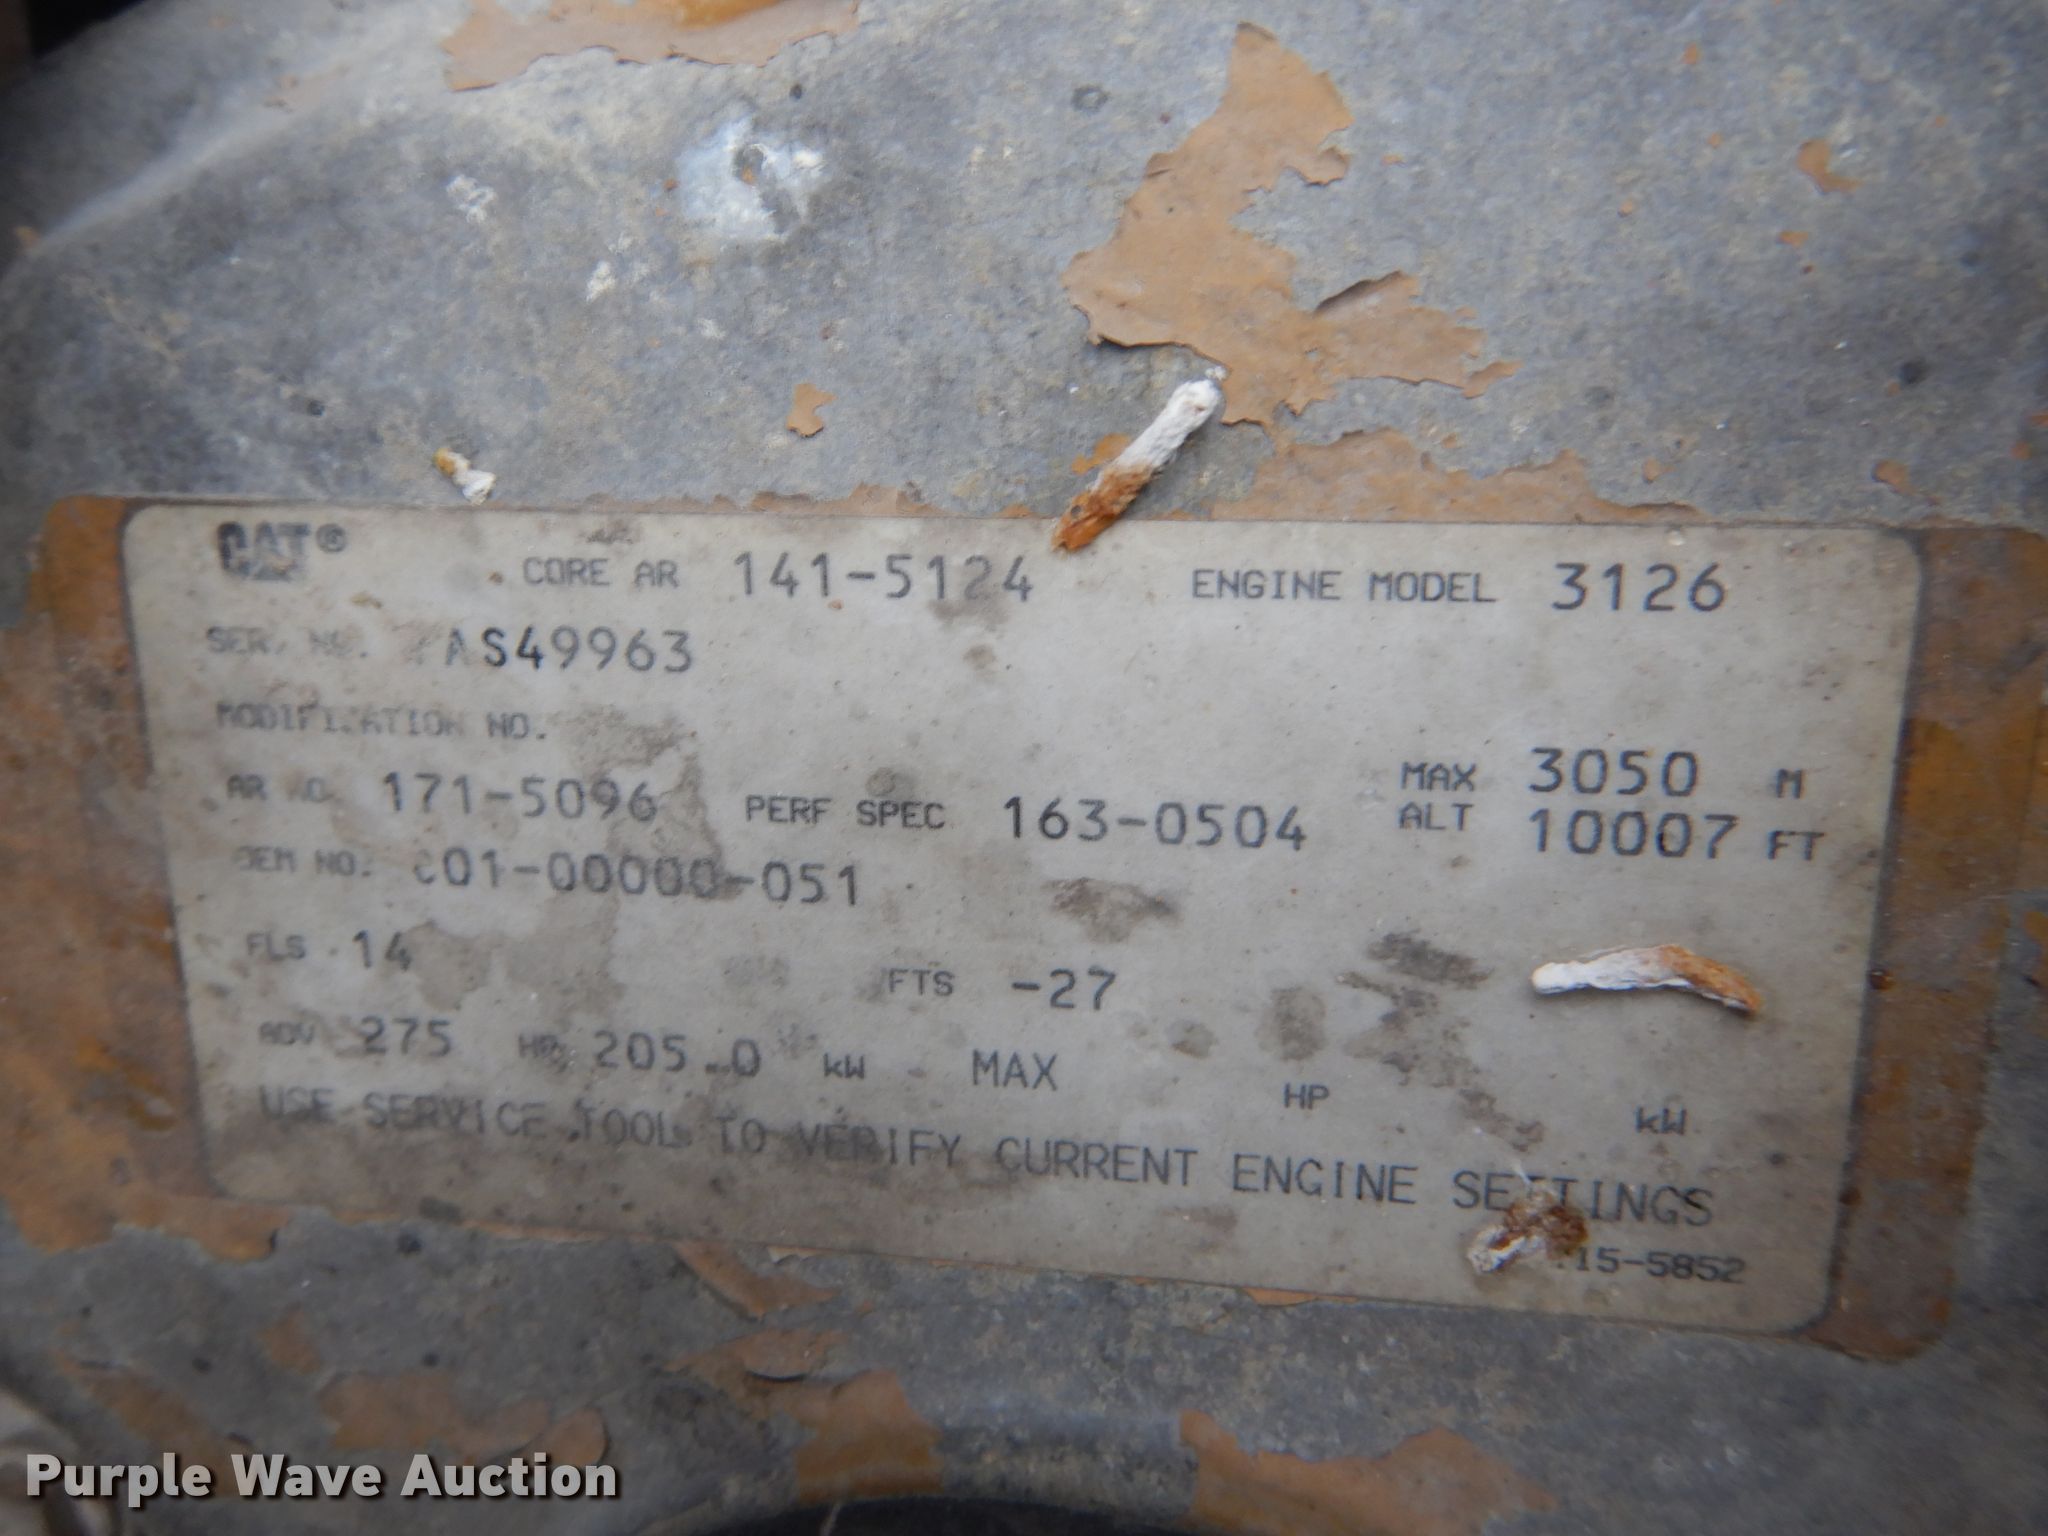 CAT® CORE AR 141-5124 ENGINE MODEL 3126
SER. NO. AS49963
MODIFICATION NO.
AR NO 171-5096 PERF SPEC 163-0504 MAX ALT 3050 M 10007 FT
OEM NO. 01-00000-051
FLS 14 FTS -27
ADV 275 HP 205.0 kW MAX HP kW
USE SERVICE TOOL TO VERIFY CURRENT ENGINE SETTINGS
15-5852
Purple Wave Auction